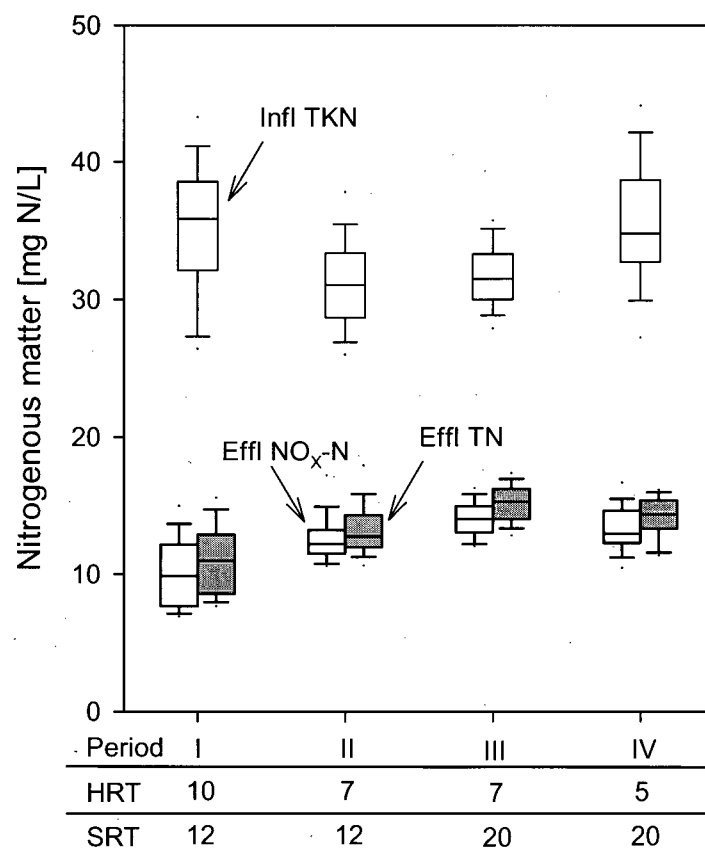 50
Infl TKN
40
30
Nitrogenous matter [mg N/L]
20
Effl NOX-N
Effl TN
10
0
Period I II III IV
HRT 10 7 7 5
SRT 12 12 20 20